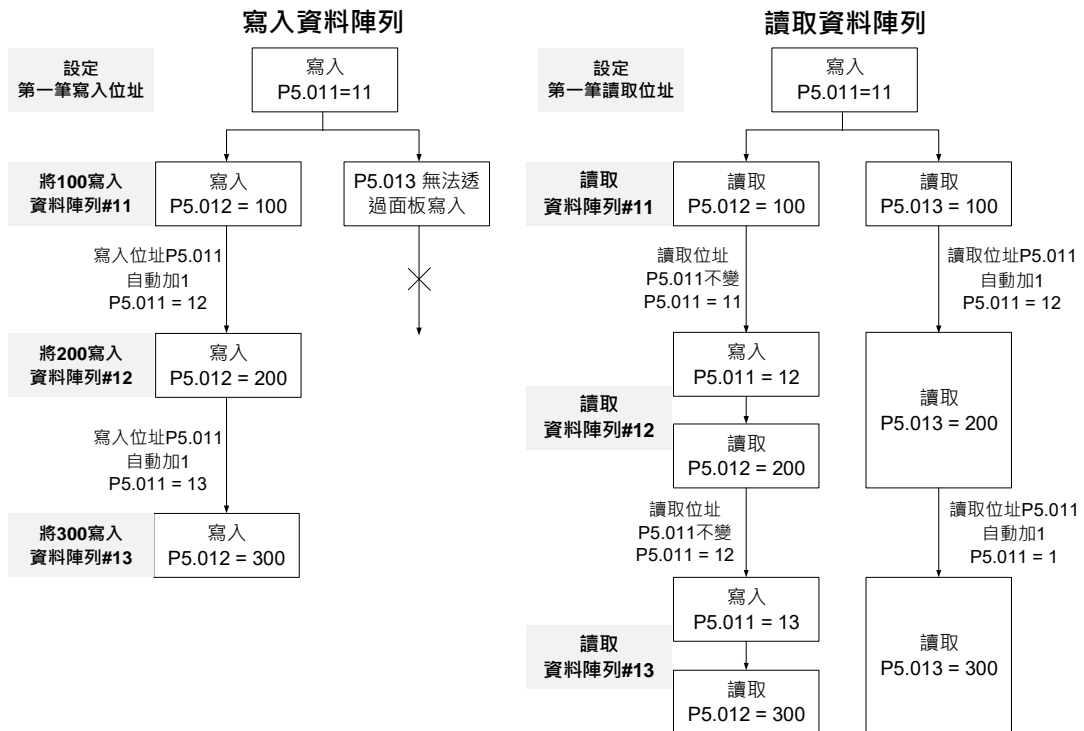 寫入資料陣列
設定
第一筆寫入位址
寫入
P5.011=11
將100寫入
資料陣列#11
寫入
P5.012 = 100
P5.013 無法透
過面板寫入
寫入位址P5.011
自動加1
P5.011 = 12
將200寫入
資料陣列#12
寫入
P5.012 = 200
寫入位址P5.011
自動加1
P5.011 = 13
將300寫入
資料陣列#13
寫入
P5.012 = 300
讀取資料陣列
設定
第一筆讀取位址
寫入
P5.011=11
讀取
資料陣列#11
讀取
P5.012 = 100
讀取
P5.013 = 100
讀取位址
P5.011不變
P5.011 = 11
讀取位址P5.011
自動加1
P5.011 = 12
讀取
資料陣列#12
寫入
P5.011 = 12
讀取
P5.012 = 200
讀取
P5.013 = 200
讀取位址
P5.011不變
P5.011 = 12
讀取位址P5.011
自動加1
P5.011 = 1
讀取
資料陣列#13
寫入
P5.011 = 13
讀取
P5.012 = 300
讀取
P5.013 = 300